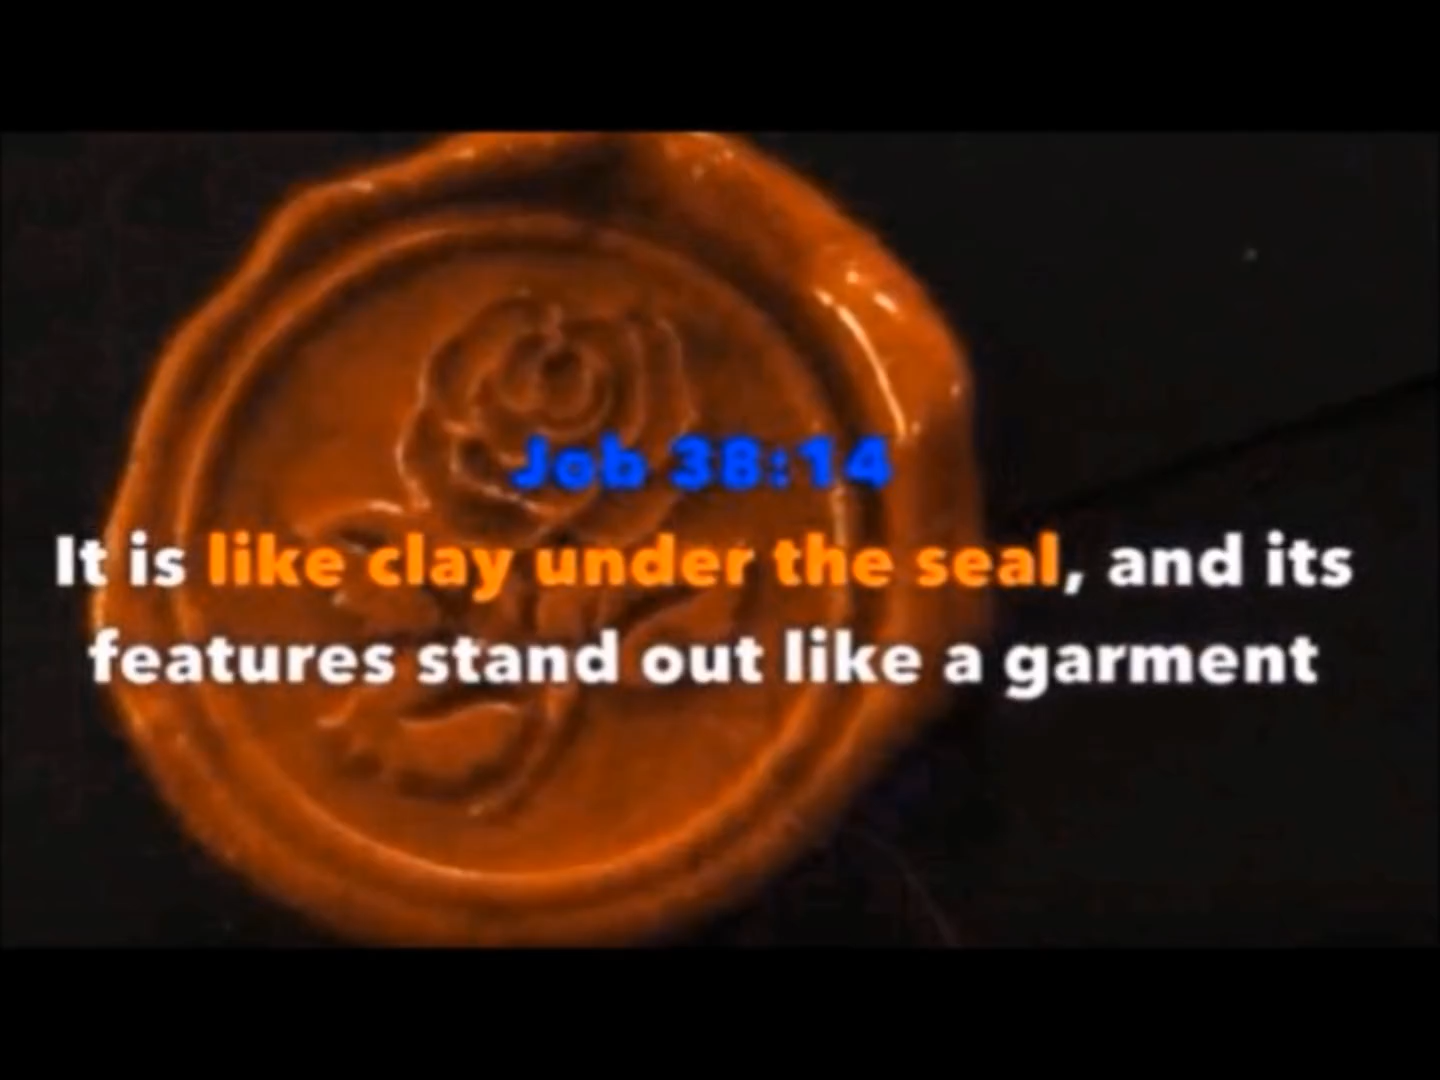 Job 38:14
It is like clay under the seal, and its
features stand out like a garment